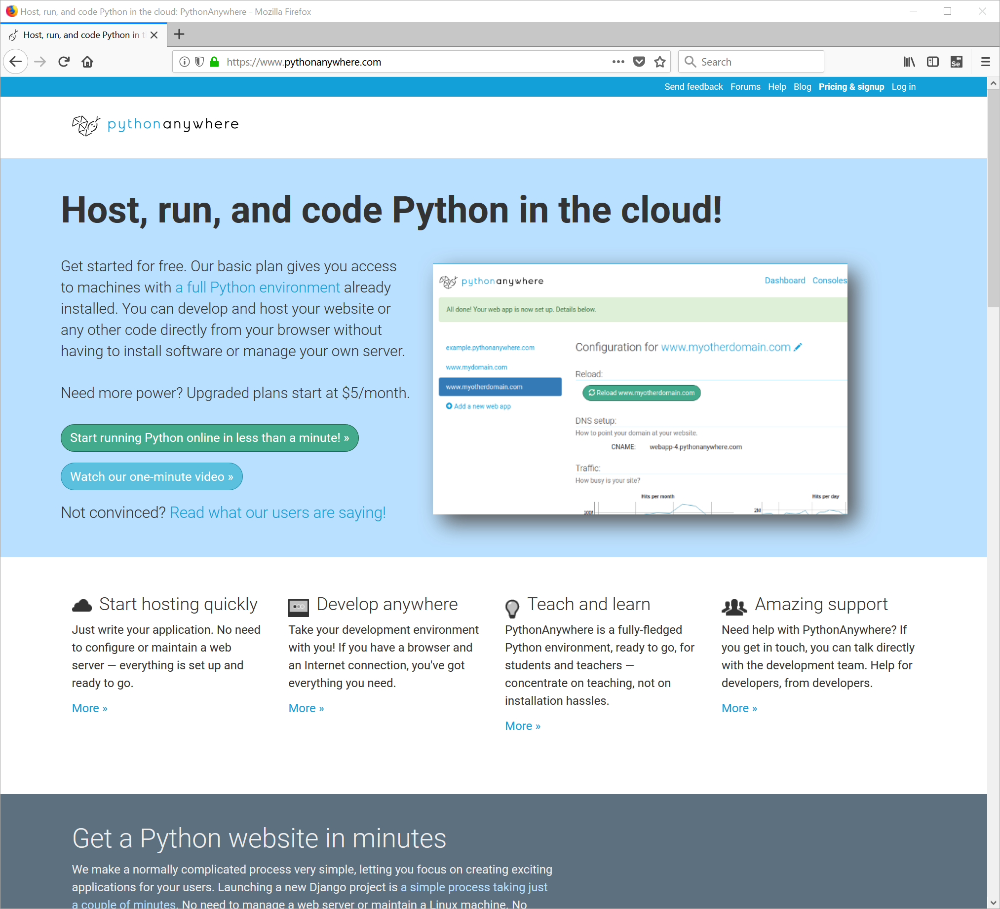 Host, run, and code Python in the cloud: PythonAnywhere - Mozilla Firefox
Host, run, and code Python in t
https://www.pythonanywhere.com
Search
Se
Send feedback Forums Help Blog Pricing & signup Log in
pythonanywhere
Host, run, and code Python in the cloud!
Get started for free. Our basic plan gives you access
to machines with a full Python environment already
installed. You can develop and host your website or
any other code directly from your browser without
having to install software or manage your own server.
Need more power? Upgraded plans start at $5/month.
Start running Python online in less than a minute! »
Watch our one-minute video »
Not convinced? Read what our users are saying!
pythonanywhere
Dashboard Consoles
All done! Your web app is now set up. Details below.
example.pythonanywhere.com
www.mydomain.com
www.myotherdomain.com
Add a new web app
Configuration for www.myotherdomain.com
Reload:
Reload www.myotherdomain.com
DNS setup:
How to point your domain at your website.
CNAME: webapp-4.pythonanywhere.com
Traffic:
How busy is your site?
Hits per month
Hits per day
2M
Start hosting quickly
Just write your application. No need
to configure or maintain a web
server — everything is set up and
ready to go.
More »
Develop anywhere
Take your development environment
with you! If you have a browser and
an Internet connection, you've got
everything you need.
More »
Teach and learn
PythonAnywhere is a fully-fledged
Python environment, ready to go, for
students and teachers —
concentrate on teaching, not on
installation hassles.
More »
Amazing support
Need help with PythonAnywhere? If
you get in touch, you can talk directly
with the development team. Help for
developers, from developers.
More »
Get a Python website in minutes
We make a normally complicated process very simple, letting you focus on creating exciting
applications for your users. Launching a new Django project is a simple process taking just
a couple of minutes. No need to manage a web server or maintain a Linux machine. No